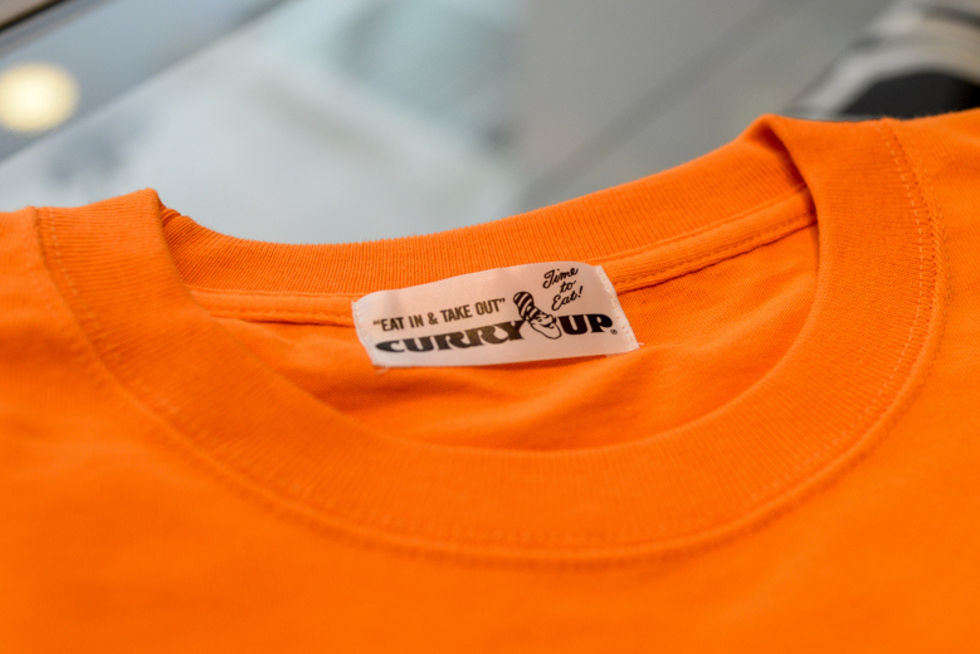 Time
to
Eat!
"EAT IN & TAKE OUT"
CURRY UP®